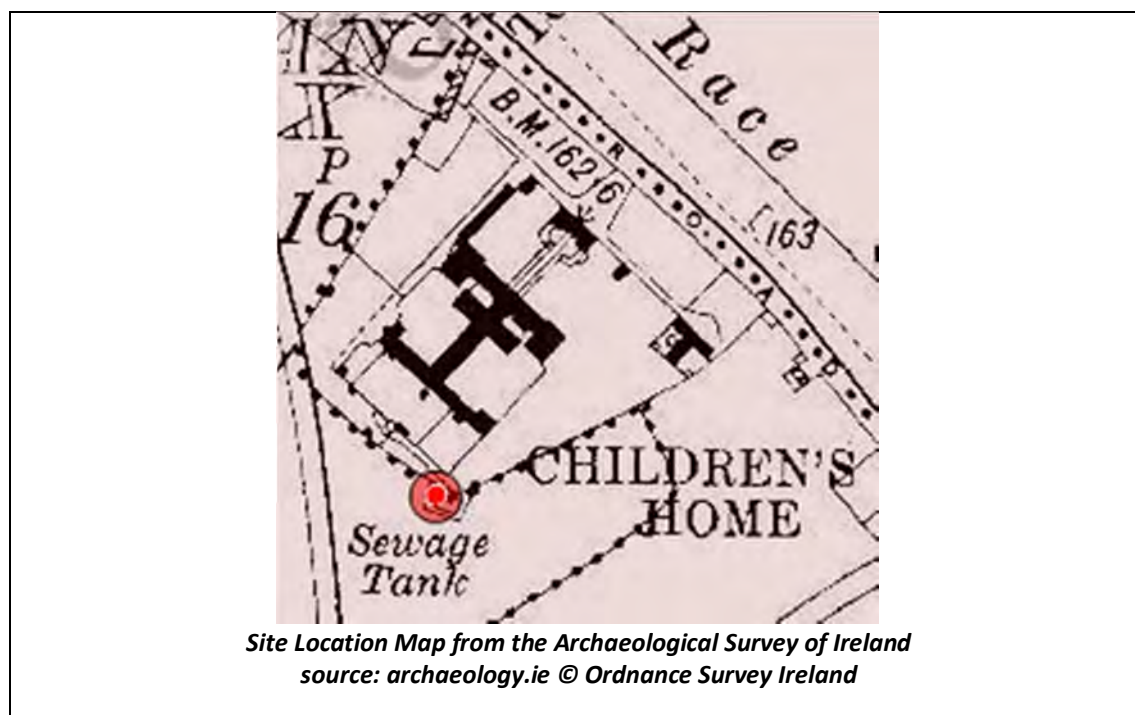 Race
B.M.162·6
ROAD
163
P
16
CHILDREN'S
HOME
Sewage
Tank
Site Location Map from the Archaeological Survey of Ireland
source: archaeology.ie © Ordnance Survey Ireland